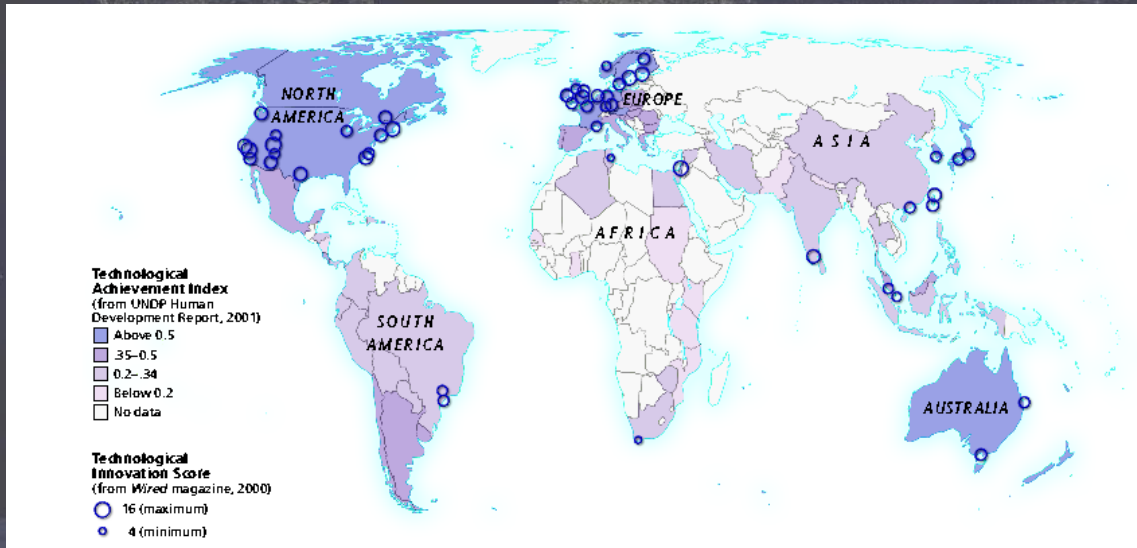 NORTH
AMERICA
EUROPE
ASIA
AFRICA
SOUTH
AMERICA
AUSTRALIA
Technological
Achievement Index
(from UNDP Human
Development Report, 2001)
Above 0.5
.35–0.5
0.2–.34
Below 0.2
No data
Technological
Innovation Score
(from Wired magazine, 2000)
16 (maximum)
4 (minimum)